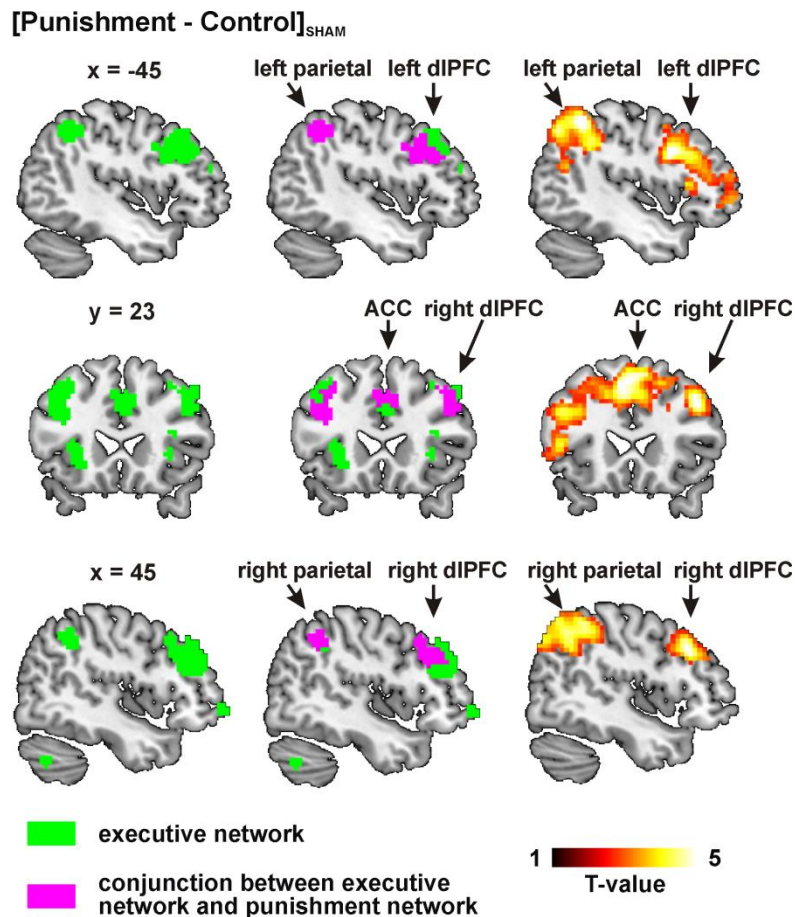 [Punishment - Control]SHAM
x = -45
left parietal left dlPFC
left parietal left dlPFC
y = 23
ACC right dlPFC
ACC right dlPFC
x = 45
right parietal right dlPFC
right parietal right dlPFC
executive network
conjunction between executive
network and punishment network
1 5
T-value